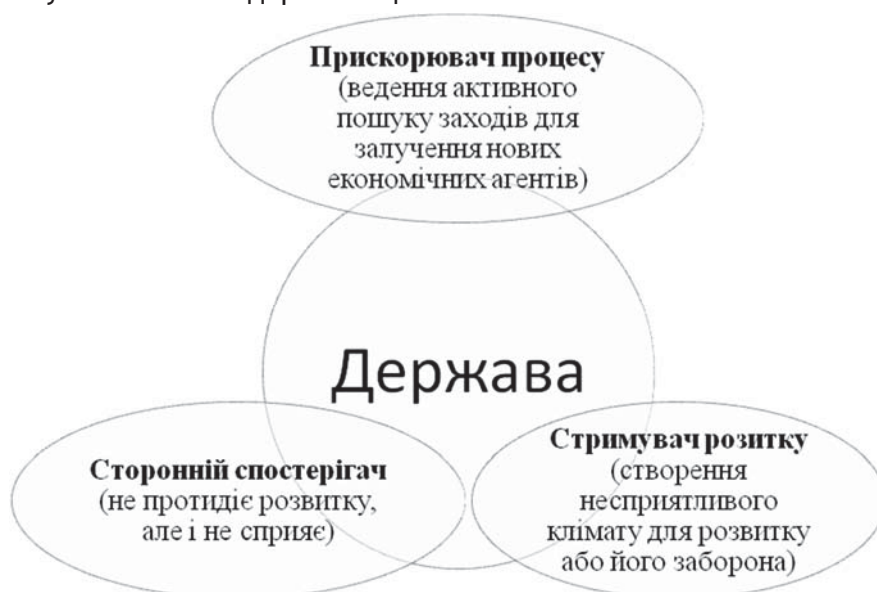 Прискорювач процесу
(ведення активного
пошуку заходів для
залучення нових
економічних агентів)
Держава
Сторонній спостерігач
(не протидіє розвитку,
але і не сприяє)
Стримувач розитку
(створення
несприятливого
клімату для розвитку
або його заборона)